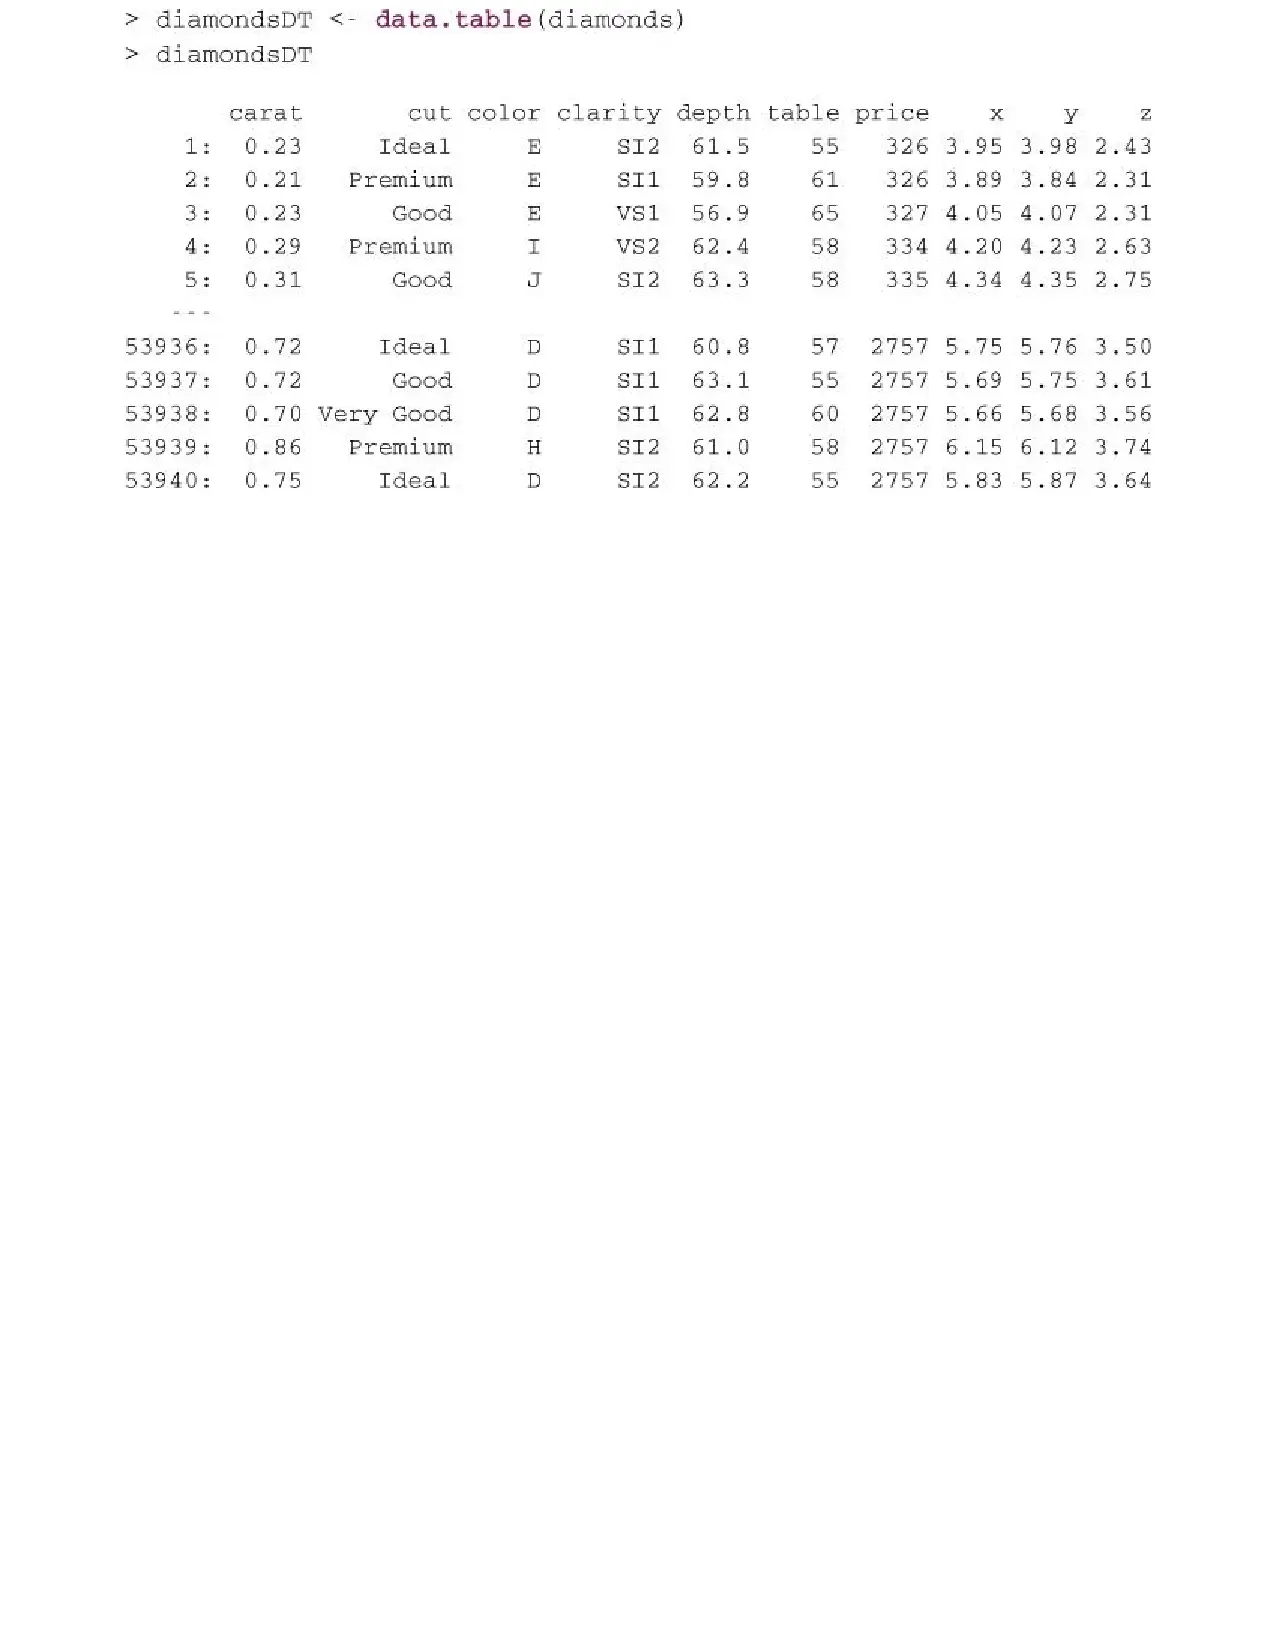 > diamondsDT <- data.table(diamonds)
> diamondsDT
carat cut color clarity depth table price x y z
1: 0.23 Ideal E SI2 61.5 55 326 3.95 3.98 2.43
2: 0.21 Premium E SI1 59.8 61 326 3.89 3.84 2.31
3: 0.23 Good E VS1 56.9 65 327 4.05 4.07 2.31
4: 0.29 Premium I VS2 62.4 58 334 4.20 4.23 2.63
5: 0.31 Good J SI2 63.3 58 335 4.34 4.35 2.75
---
53936: 0.72 Ideal D SI1 60.8 57 2757 5.75 5.76 3.50
53937: 0.72 Good D SI1 63.1 55 2757 5.69 5.75 3.61
53938: 0.70 Very Good D SI1 62.8 60 2757 5.66 5.68 3.56
53939: 0.86 Premium H SI2 61.0 58 2757 6.15 6.12 3.74
53940: 0.75 Ideal D SI2 62.2 55 2757 5.83 5.87 3.64